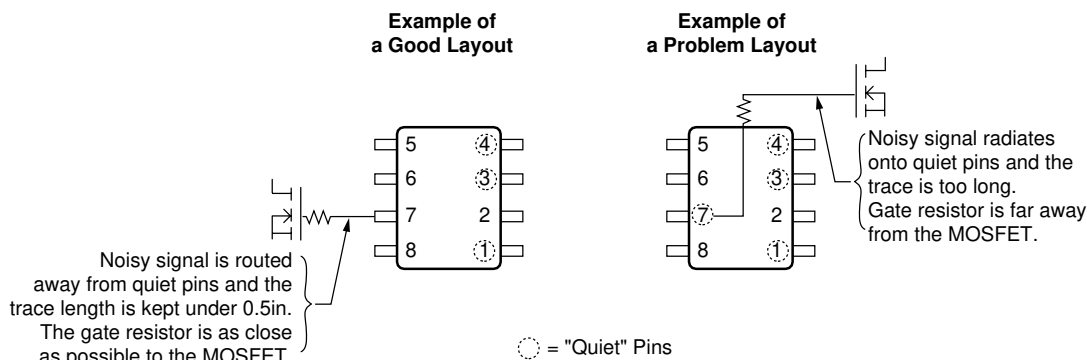 Example of
a Good Layout
Example of
a Problem Layout
5
4
6
3
7
2
8
1
5
4
6
3
7
2
8
1
Noisy signal radiates
onto quiet pins and the
trace is too long.
Gate resistor is far away
from the MOSFET.
Noisy signal is routed
away from quiet pins and the
trace length is kept under 0.5in.
The gate resistor is as close
as possible to the MOSFET.
= "Quiet" Pins